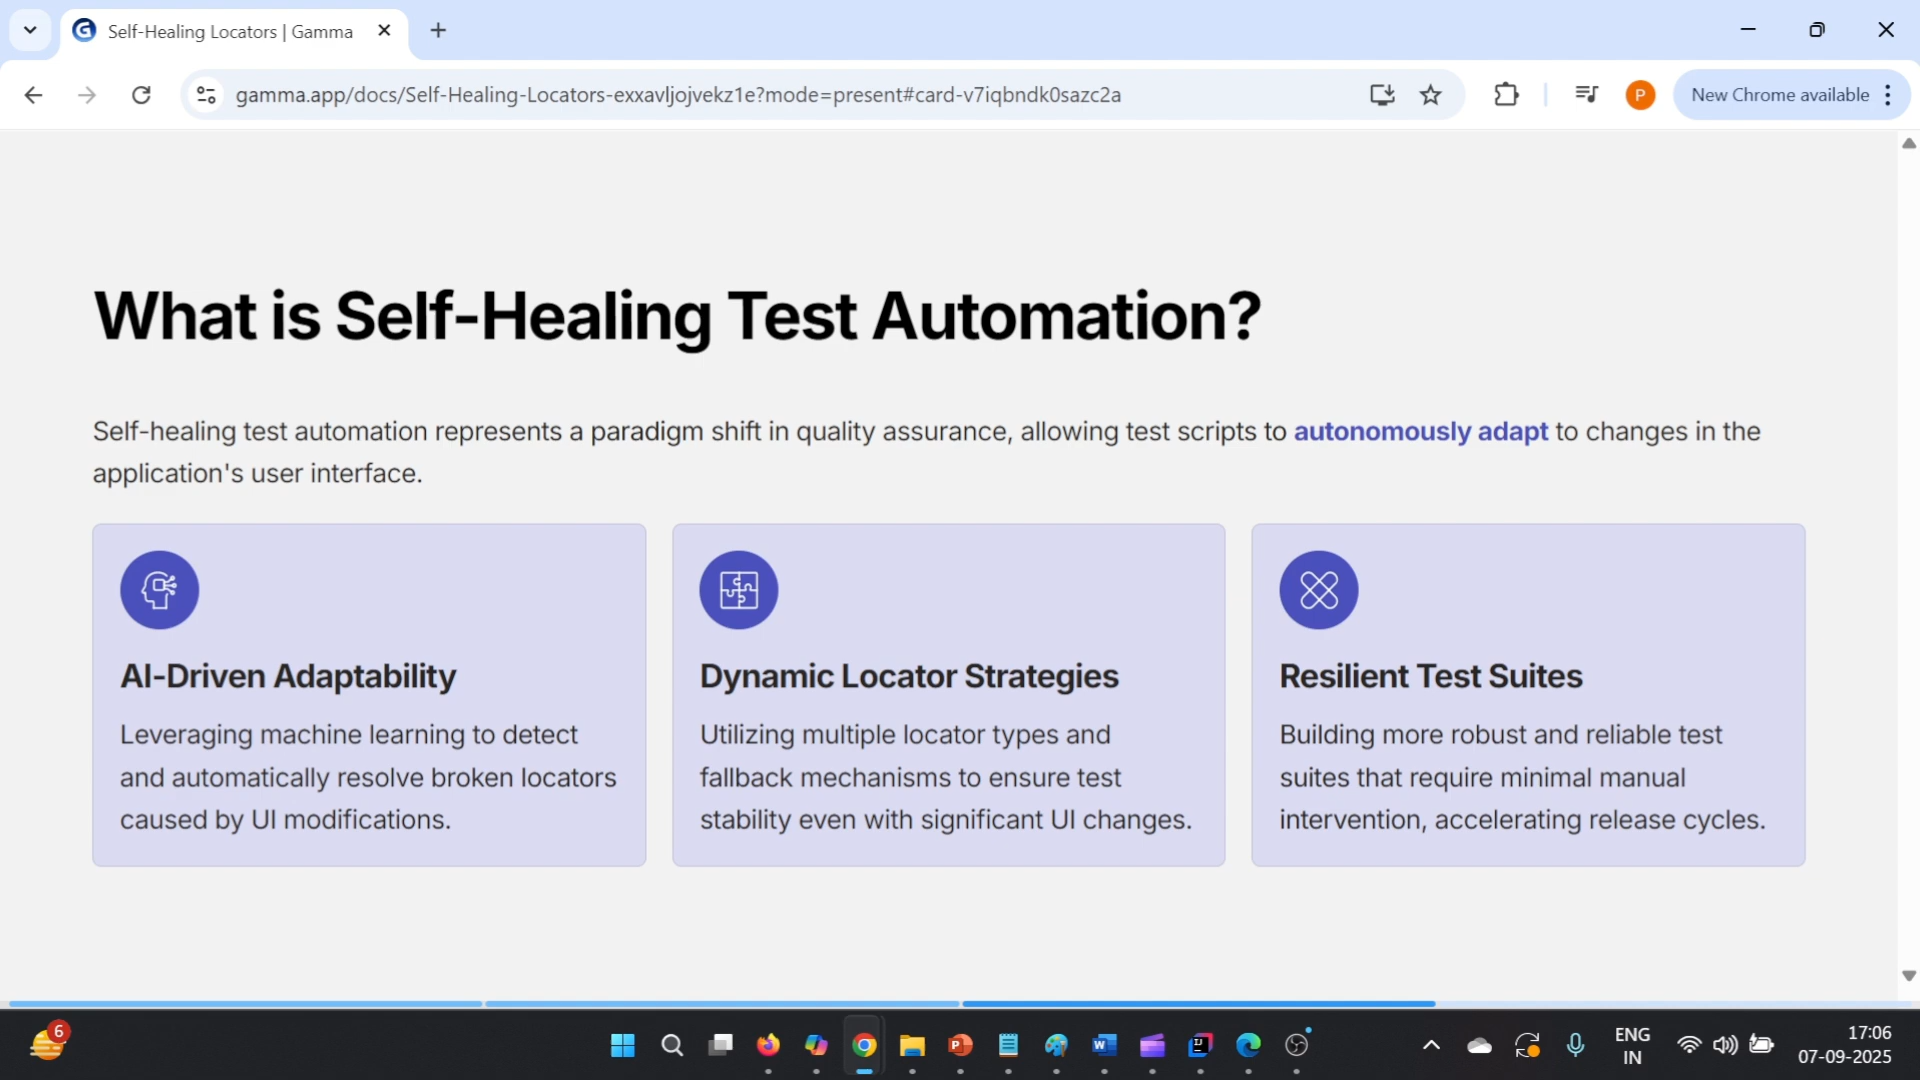 Self-Healing Locators | Gamma
gamma.app/docs/Self-Healing-Locators-exxavljojvekz1e?mode=present#card-v7iqbndk0sazc2a
P
New Chrome available
What is Self-Healing Test Automation?
Self-healing test automation represents a paradigm shift in quality assurance, allowing test scripts to autonomously adapt to changes in the
application's user interface.
AI-Driven Adaptability
Leveraging machine learning to detect
and automatically resolve broken locators
caused by UI modifications.
Dynamic Locator Strategies
Utilizing multiple locator types and
fallback mechanisms to ensure test
stability even with significant UI changes.
Resilient Test Suites
Building more robust and reliable test
suites that require minimal manual
intervention, accelerating release cycles.
6
ENG
IN
17:06
07-09-2025